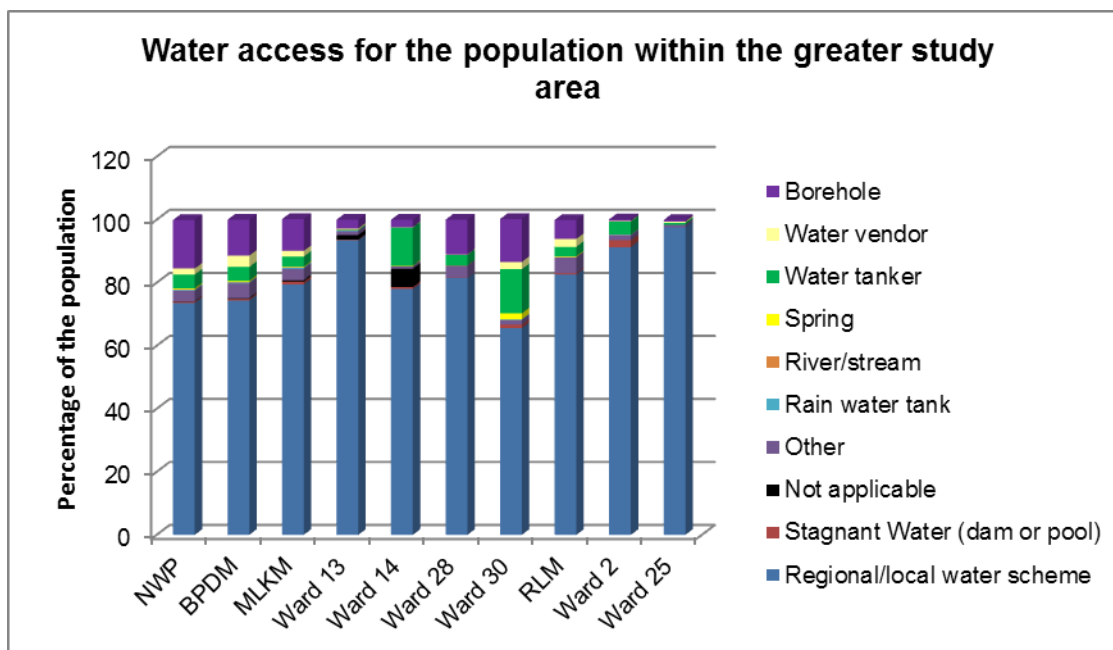 Water access for the population within the greater study
area
Percentage of the population
120
100
80
60
40
20
0
NWP
BPDM
MLKM
Ward 13
Ward 14
Ward 28
Ward 30
RLM
Ward 2
Ward 25
Borehole
Water vendor
Water tanker
Spring
River/stream
Rain water tank
Other
Not applicable
Stagnant Water (dam or pool)
Regional/local water scheme